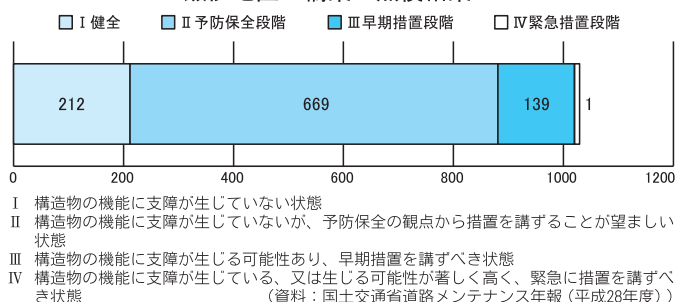 Ⅰ健全 Ⅱ予防保全段階 Ⅲ早期措置段階 Ⅳ緊急措置段階
212 669 139 1
0 200 400 600 800 1000 1200
Ⅰ 構造物の機能に支障が生じていない状態
Ⅱ 構造物の機能に支障が生じていないが、予防保全の観点から措置を講ずることが望ましい
状態
Ⅲ 構造物の機能に支障が生じる可能性あり、早期措置を講ずべき状態
Ⅳ 構造物の機能に支障が生じている、又は生じる可能性が著しく高く、緊急に措置を講ずべ
き状態 （資料：国土交通省道路メンテナンス年報（平成28年度））